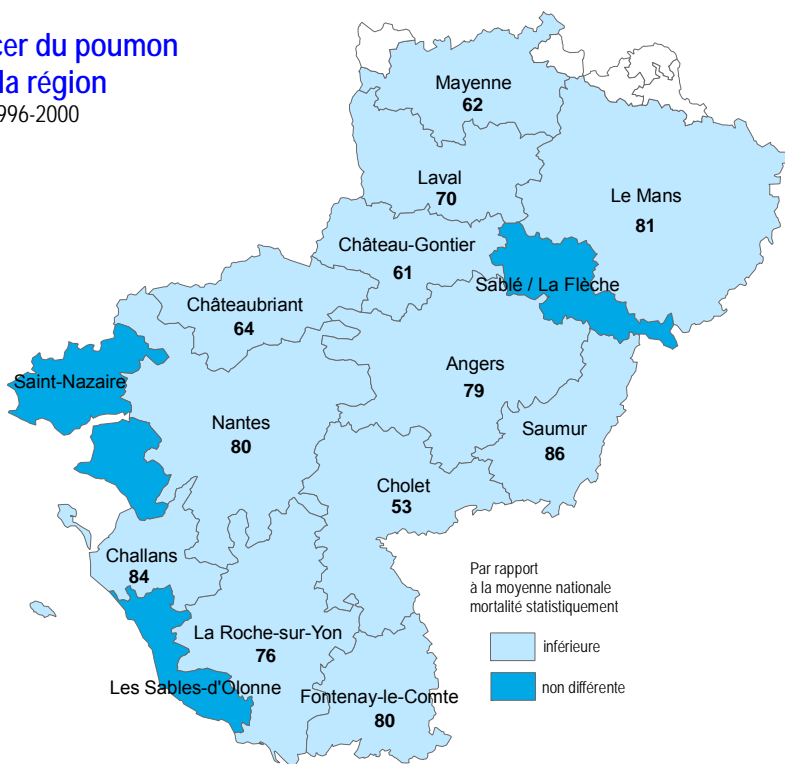 cer du poumon
la région
996-2000
Mayenne
62
Laval
70
Le Mans
81
Château-Gontier
61
Sablé / La Flèche
Châteaubriant
64
Angers
79
Saint-Nazaire
Nantes
80
Saumur
86
Cholet
53
Challans
84
La Roche-sur-Yon
76
Les Sables-d'Olonne
Fontenay-le-Comte
80
Par rapport
à la moyenne nationale
mortalité statistiquement
inférieure
non différente